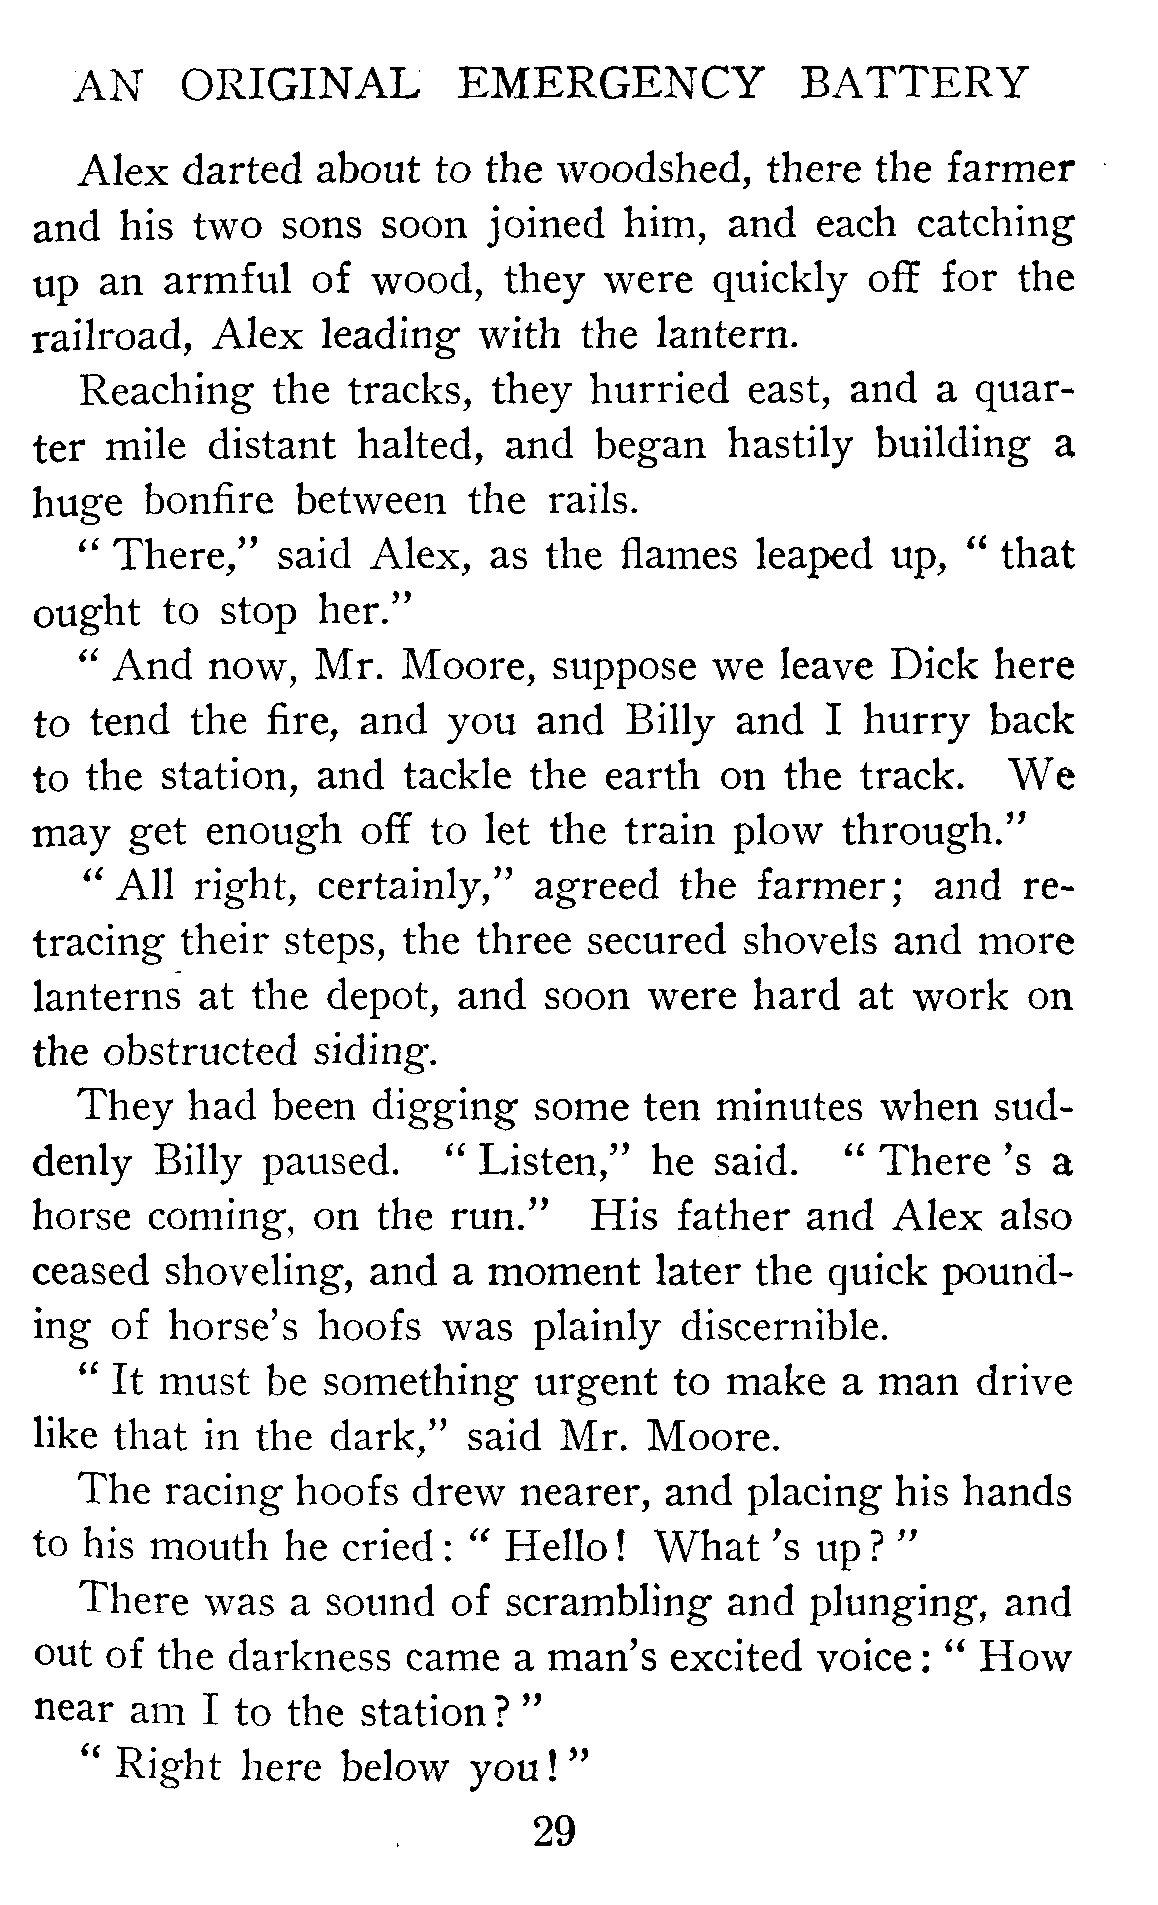 AN ORIGINAL EMERGENCY BATTERY
Alex darted about to the woodshed, there the farmer
and his two sons soon joined him, and each catching
up an armful of wood, they were quickly off for the
railroad, Alex leading with the lantern.
Reaching the tracks, they hurried east, and a quar-
ter mile distant halted, and began hastily building a
huge bonfire between the rails.
“ There,” said Alex, as the flames leaped up, “ that
ought to stop her.”
“ And now, Mr. Moore, suppose we leave Dick here
to tend the fire, and you and Billy and I hurry back
to the station, and tackle the earth on the track. We
may get enough off to let the train plow through.”
“ All right, certainly,” agreed the farmer; and re-
tracing their steps, the three secured shovels and more
lanterns at the depot, and soon were hard at work on
the obstructed siding.
They had been digging some ten minutes when sud-
denly Billy paused. “ Listen,” he said. “ There 's a
horse coming, on the run.” His father and Alex also
ceased shoveling, and a moment later the quick pound-
ing of horse's hoofs was plainly discernible.
“ It must be something urgent to make a man drive
like that in the dark,” said Mr. Moore.
The racing hoofs drew nearer, and placing his hands
to his mouth he cried: “ Hello! What 's up? ”
There was a sound of scrambling and plunging, and
out of the darkness came a man's excited voice: “ How
near am I to the station? ”
“ Right here below you! ”
29